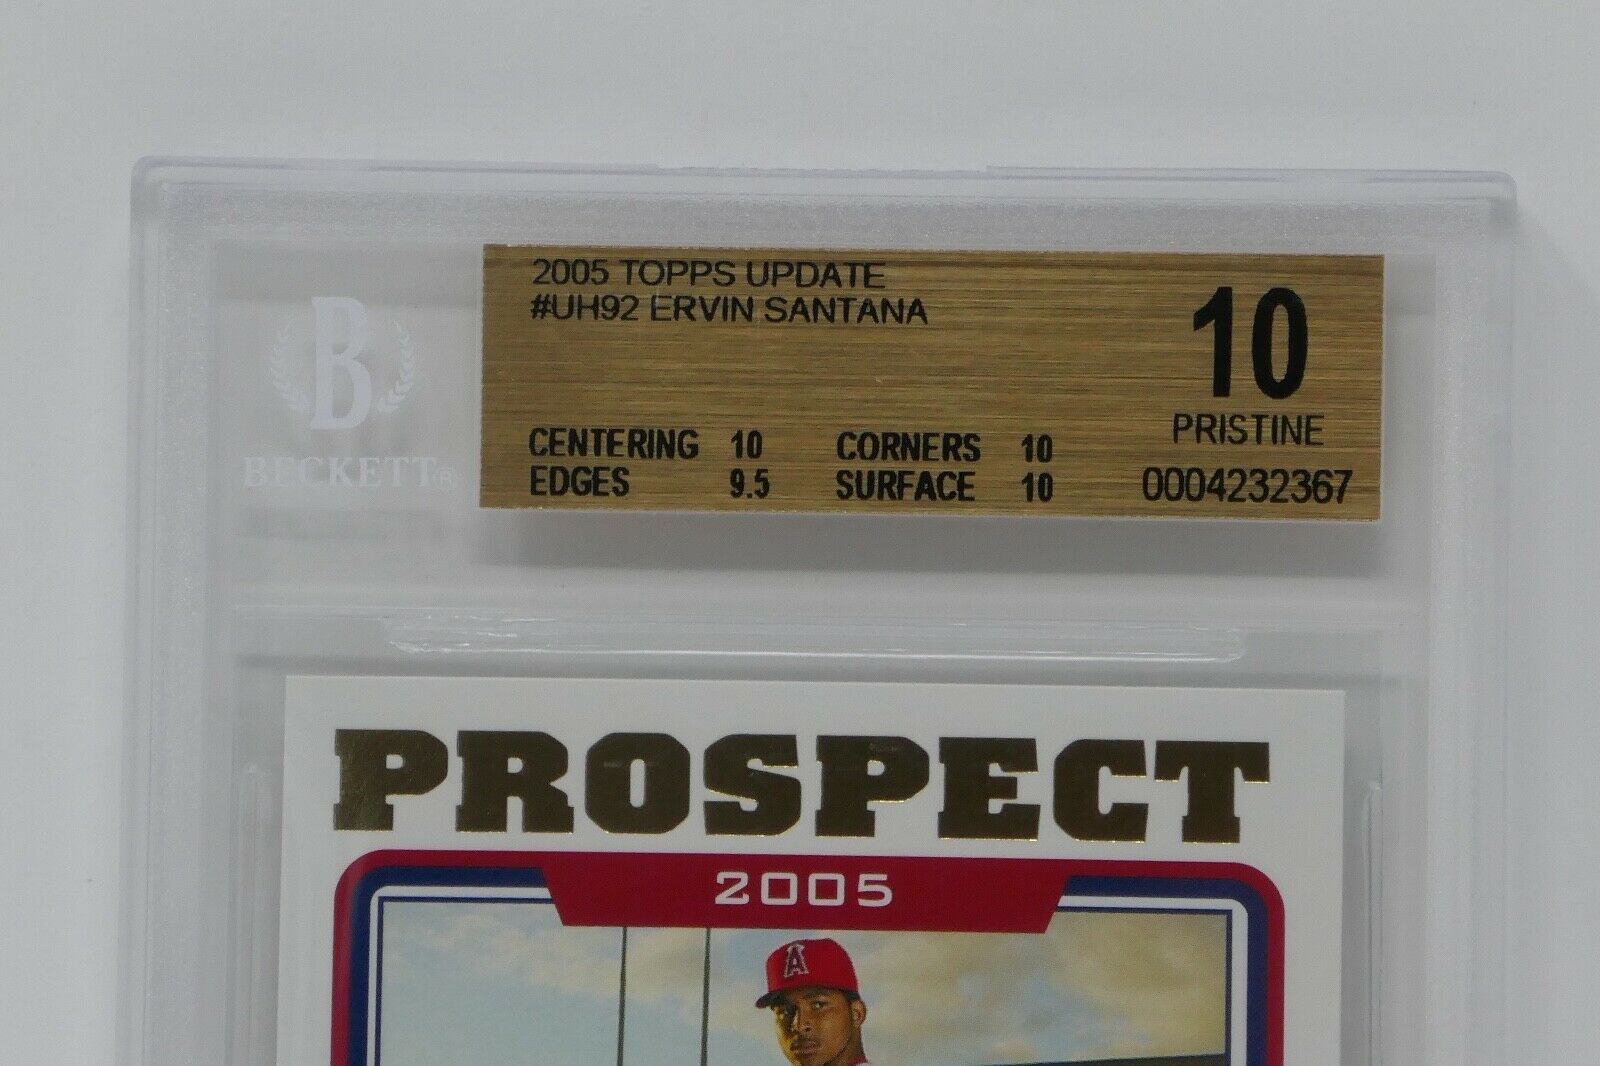 2005 TOPPS UPDATE
#UH92 ERVIN SANTANA
10
PRISTINE
CENTERING 10 CORNERS 10
EDGES 9.5 SURFACE 10
0004232367
B
BECKETT®
PROSPECT
2005
A